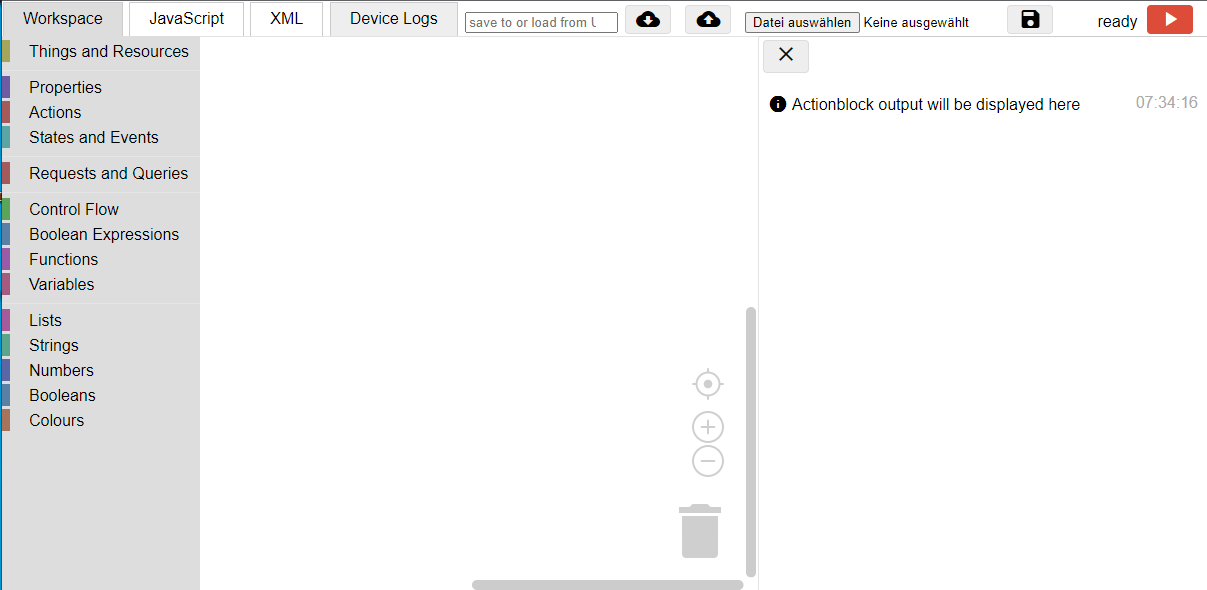 Workspace JavaScript XML Device Logs save to or load from U Datei auswählen Keine ausgewählt ready
Things and Resources
Properties
Actions
States and Events
Requests and Queries
Control Flow
Boolean Expressions
Functions
Variables
Lists
Strings
Numbers
Booleans
Colours
Actionblock output will be displayed here 07:34:16